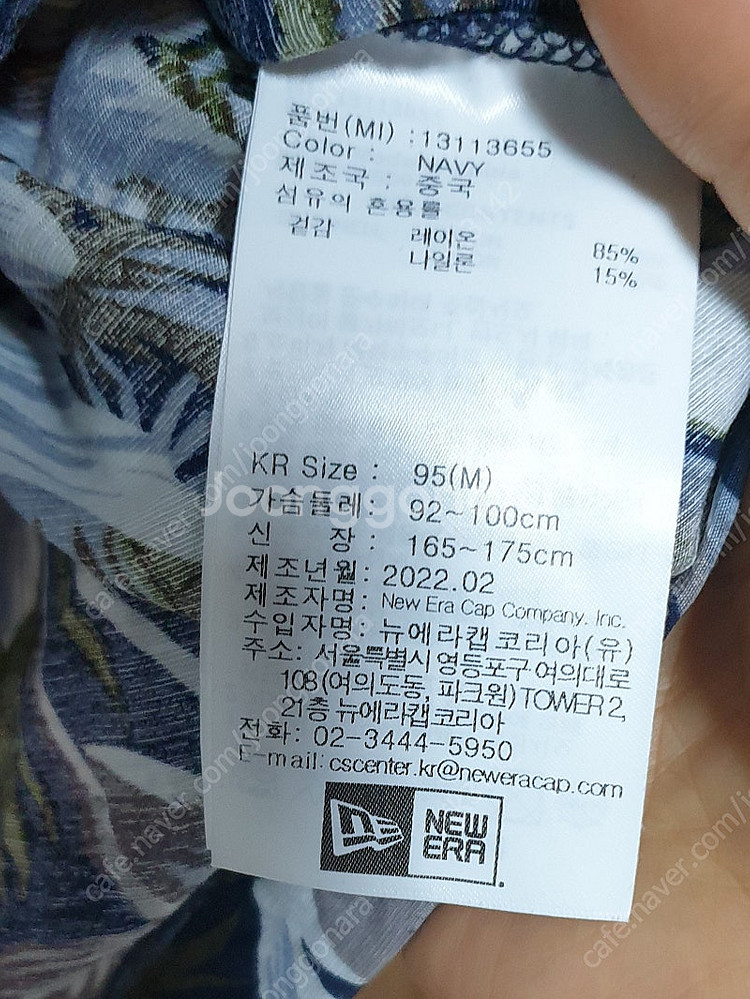 품번(MI) :13113655
Color : NAVY
제조국 : 중국
섬유의 혼용률
겉감 레이온 85%
나일론 15%
KR Size : 95(M)
가슴둘레: 92~100cm
신 장 : 165~175cm
제조년월: 2022.02
제조자명: New Era Cap Company. Inc.
수입자명: 뉴에라캡코리아(유)
주소: 서울특별시 영등포구 여의대로
108 (여의도동, 파크원) TOWER 2,
21층 뉴에라캡코리아
전화: 02-3444-5950
E-mail: cscenter.kr@neweracap.com
NEW
ERA
Joonggo
cafe.naver.com/joonggonara